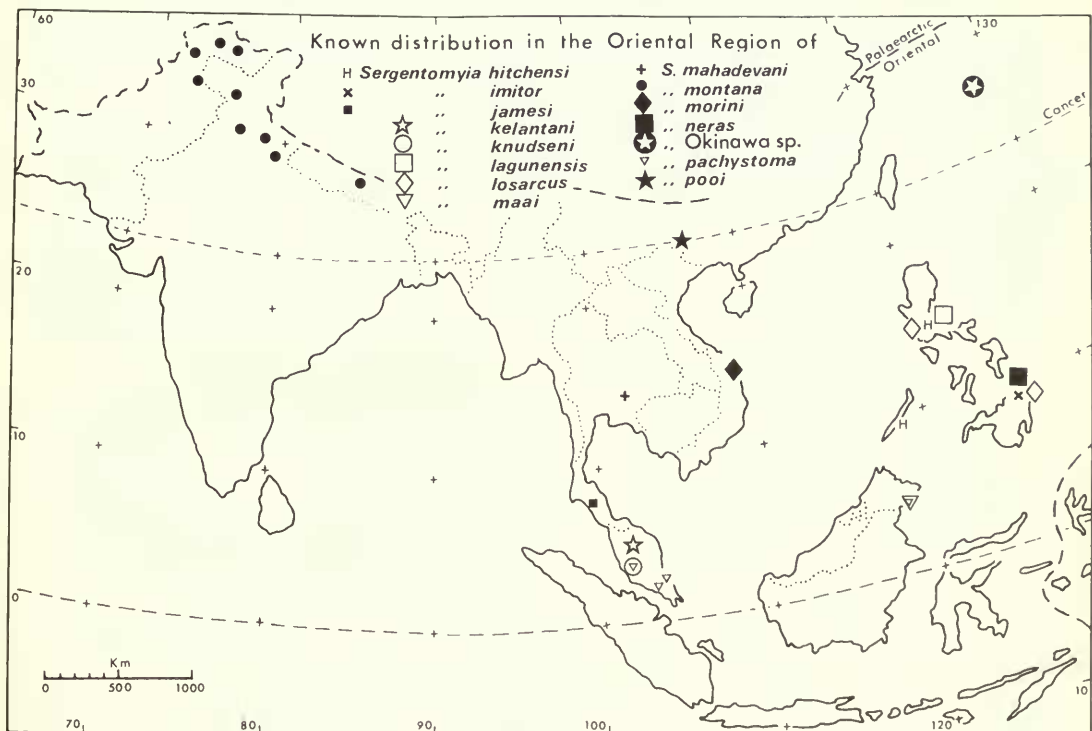 60
130
Known distribution in the Oriental Region of
Palaearctic
Oriental
30
H Sergentomyia hitchensi
,, imitor
,, jamesi
,, kelantani
,, knudseni
,, lagunensis
,, losarcus
,, maai
S. mahadevani
,, montana
,, morini
,, neras
,, Okinawa sp.
,, pachystoma
,, pooi
Cancer
20
H
10
H
0
Km
0 500 1000
10
70 80 90 100 120